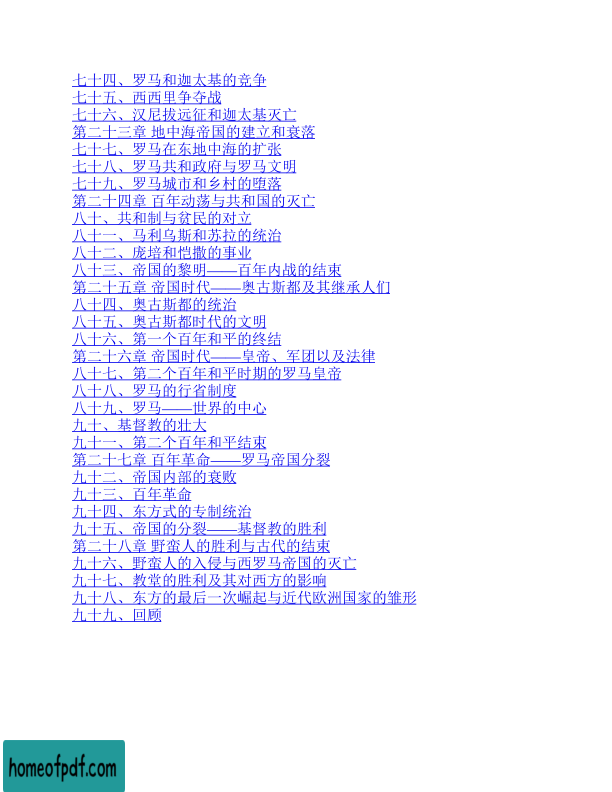 七十四、罗马和迦太基的竞争
七十五、西西里争夺战
七十六、汉尼拔远征和迦太基灭亡
第二十三章 地中海帝国的建立和衰落
七十七、罗马在东地中海的扩张
七十八、罗马共和政府与罗马文明
七十九、罗马城市和乡村的堕落
第二十四章 百年动荡与共和国的灭亡
八十、共和制与贫民的对立
八十一、马利乌斯和苏拉的统治
八十二、庞培和恺撒的事业
八十三、帝国的黎明——百年内战的结束
第二十五章 帝国时代——奥古斯都及其继承人们
八十四、奥古斯都的统治
八十五、奥古斯都时代的文明
八十六、第一个百年和平的终结
第二十六章 帝国时代——皇帝、军团以及法律
八十七、第二个百年和平时期的罗马皇帝
八十八、罗马的行省制度
八十九、罗马——世界的中心
九十、基督教的壮大
九十一、第二个百年和平结束
第二十七章 百年革命——罗马帝国分裂
九十二、帝国内部的衰败
九十三、百年革命
九十四、东方式的专制统治
九十五、帝国的分裂——基督教的胜利
第二十八章 野蛮人的胜利与古代的结束
九十六、野蛮人的入侵与西罗马帝国的灭亡
九十七、教堂的胜利及其对西方的影响
九十八、东方的最后一次崛起与近代欧洲国家的雏形
九十九、回顾
homeofpdf.com